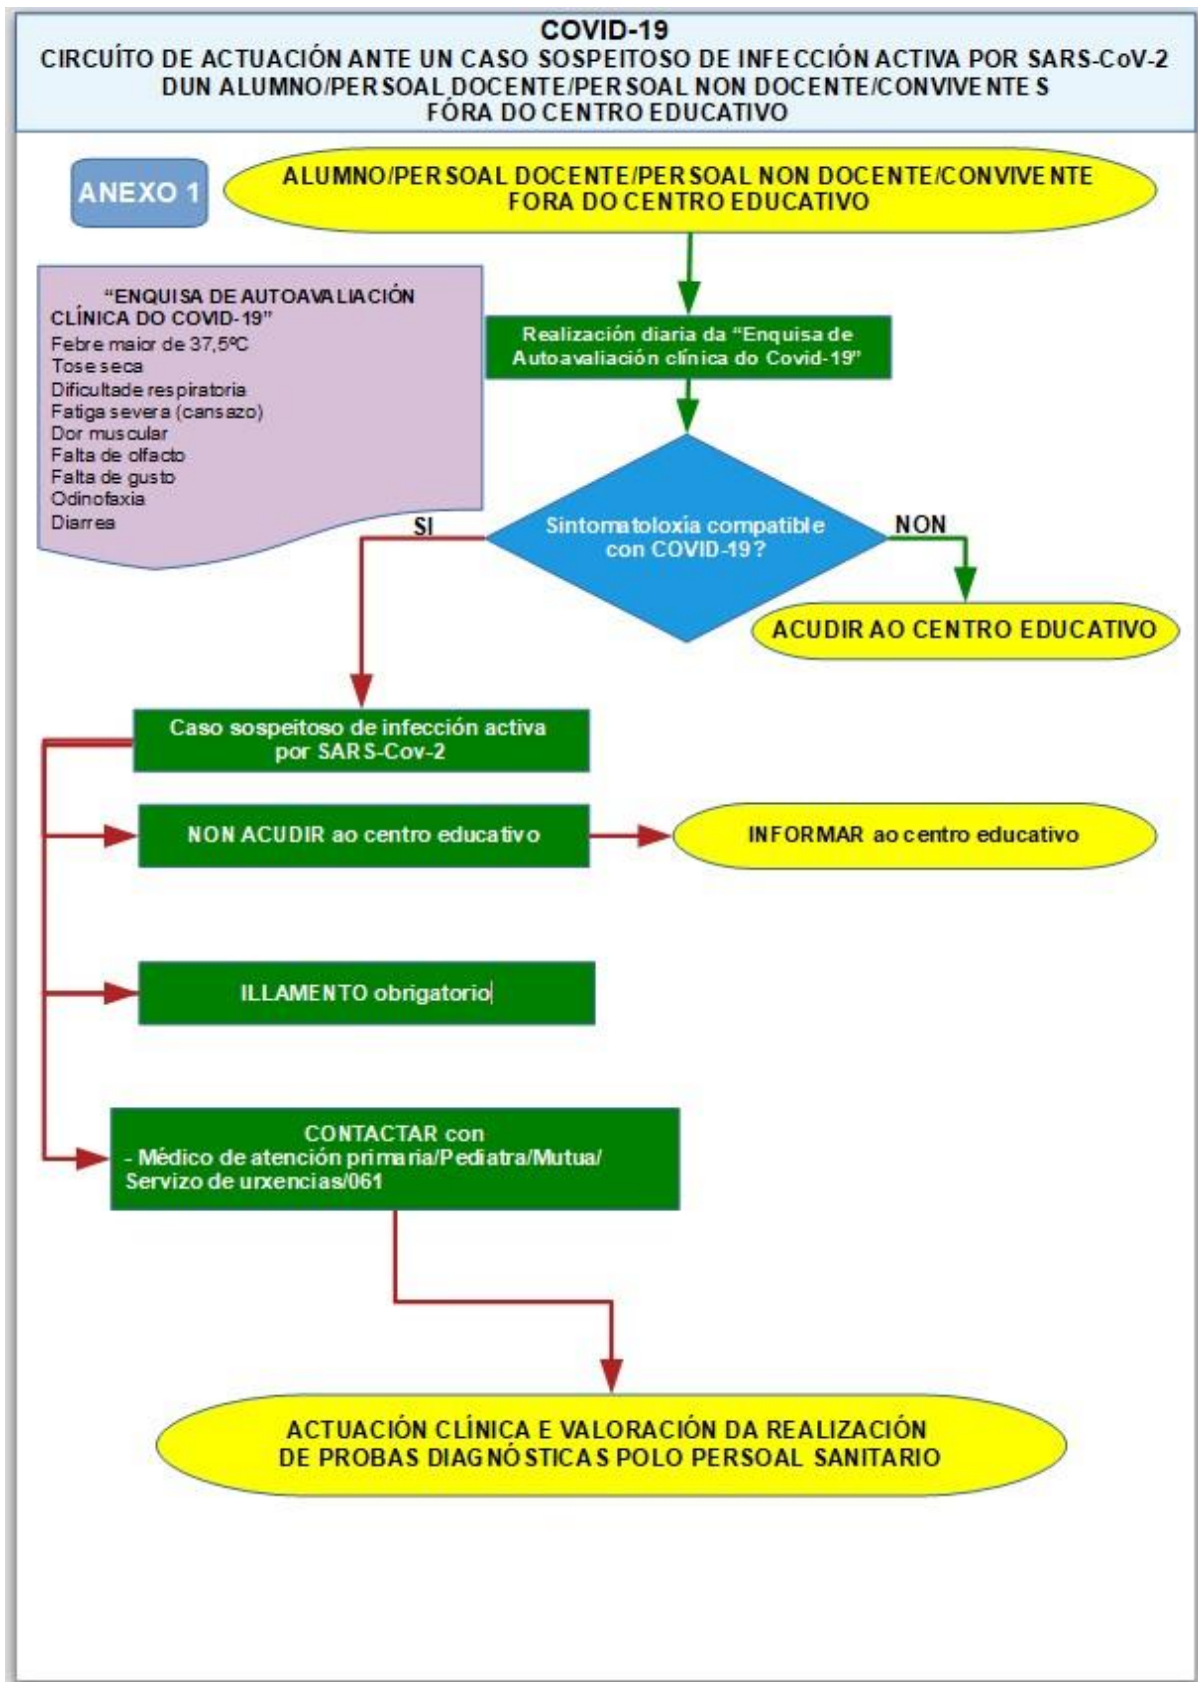 COVID-19
CIRCUÍTO DE ACTUACIÓN ANTE UN CASO SOSPEITOSO DE INFECCIÓN ACTIVA POR SARS-CoV-2
DUN ALUMNO/PERSOAL DOCENTE/PERSOAL NON DOCENTE/CONVIVENTES
FÓRA DO CENTRO EDUCATIVO
ANEXO 1
ALUMNO/PERSOAL DOCENTE/PERSOAL NON DOCENTE/CONVIVENTE
FORA DO CENTRO EDUCATIVO
"ENQUISA DE AUTOAVALIACIÓN
CLÍNICA DO COVID-19"
Febre maior de 37,5ºC
Tose seca
Dificultade respiratoria
Fatiga severa (cansazo)
Dor muscular
Falta de olfacto
Falta de gusto
Odinofaxia
Diarrea
Realización diaria da "Enquisa de
Autoavaliación clínica do Covid-19"
SI
Sintomatoloxía compatible
con COVID-19?
NON
ACUDIR AO CENTRO EDUCATIVO
Caso sospeitoso de infección activa
por SARS-Cov-2
NON ACUDIR ao centro educativo
INFORMAR ao centro educativo
ILLAMENTO obrigatorio
CONTACTAR con
- Médico de atención primaria/Pediatra/Mutua/
Servizo de urxencias/061
ACTUACIÓN CLÍNICA E VALORACIÓN DA REALIZACIÓN
DE PROBAS DIAGNÓSTICAS POLO PERSOAL SANITARIO